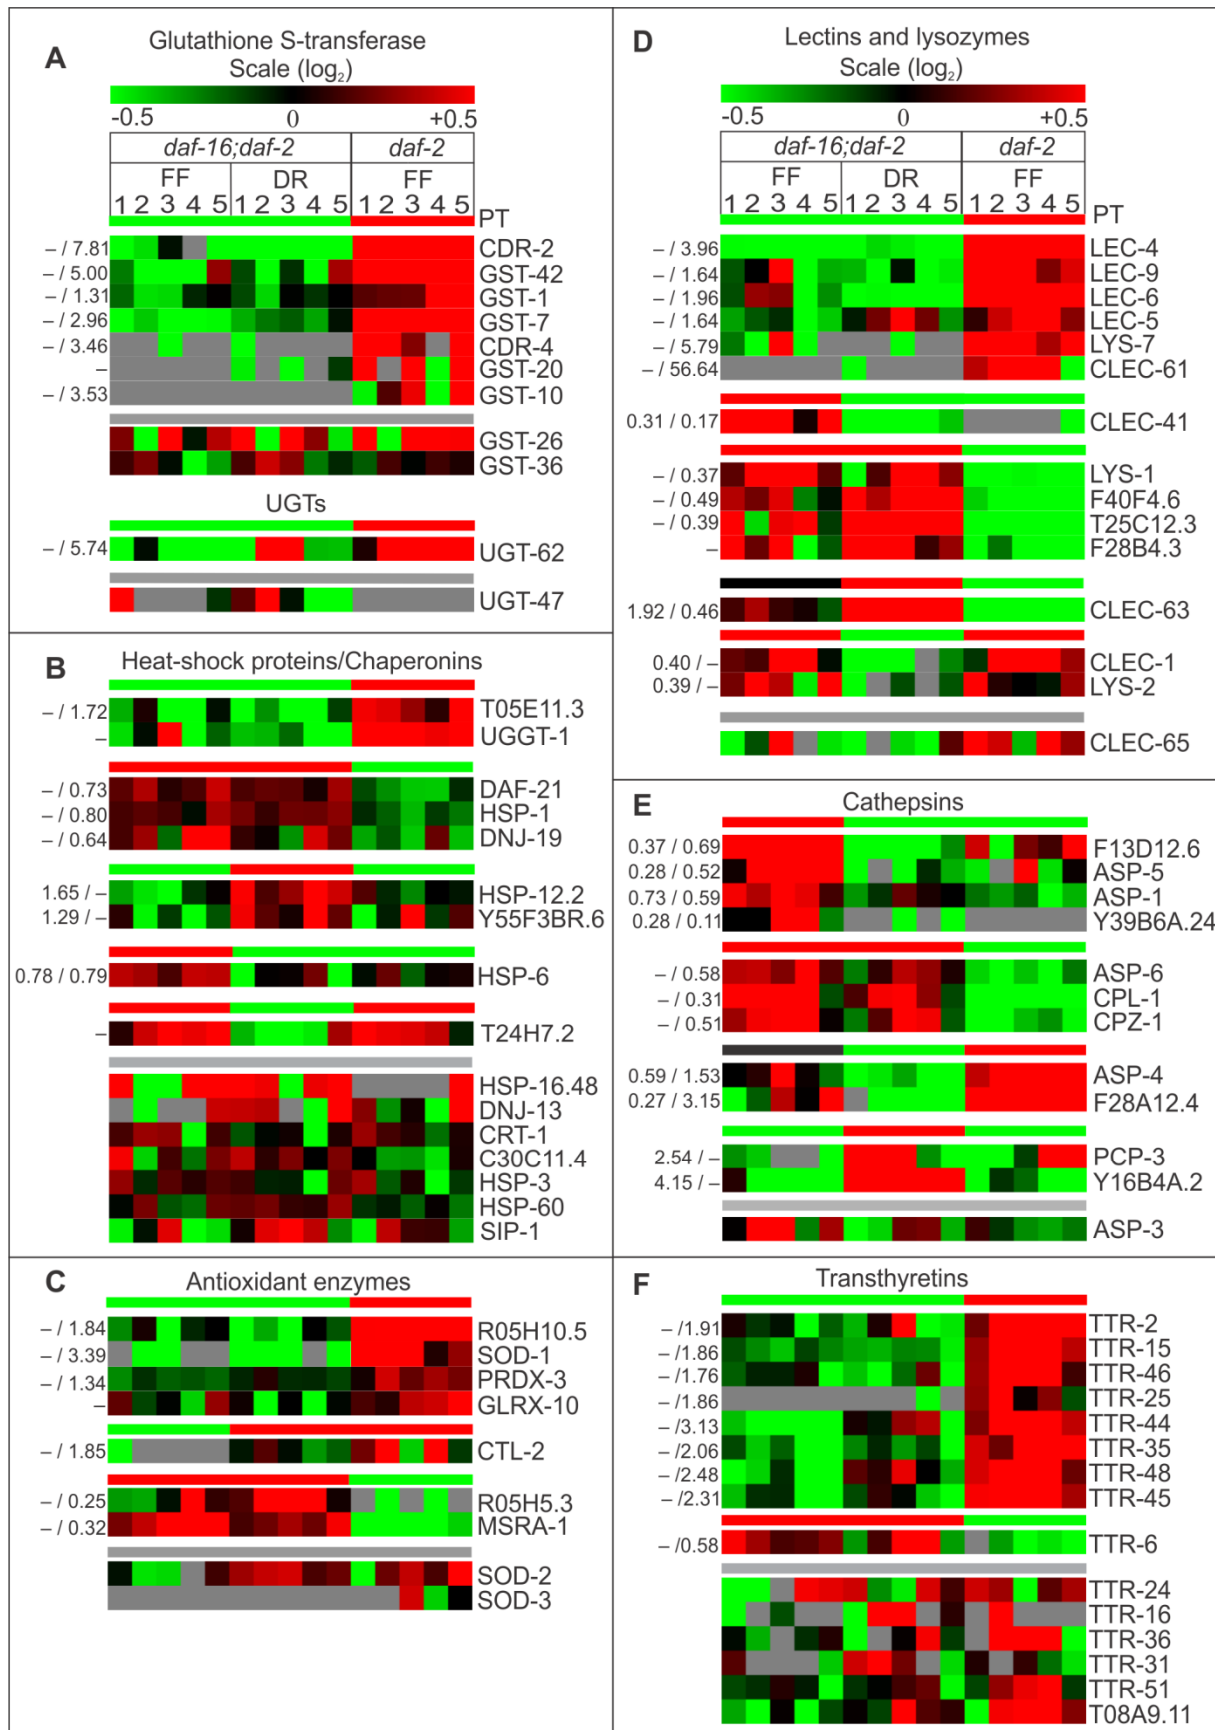 A
Glutathione S-transferase
Scale (log₂)
-0.5 0 +0.5
daf-16;daf-2 daf-2
FF DR FF
1 2 3 4 5 1 2 3 4 5 1 2 3 4 5
PT
– / 7.81 CDR-2
– / 5.00 GST-42
– / 1.31 GST-1
– / 2.96 GST-7
– / 3.46 CDR-4
– GST-20
– / 3.53 GST-10
GST-26
GST-36
UGTs
– / 5.74 UGT-62
UGT-47
B
Heat-shock proteins/Chaperonins
– / 1.72 T05E11.3
– UGGT-1
– / 0.73 DAF-21
– / 0.80 HSP-1
– / 0.64 DNJ-19
1.65 / – HSP-12.2
1.29 / – Y55F3BR.6
0.78 / 0.79 HSP-6
– T24H7.2
HSP-16.48
DNJ-13
CRT-1
C30C11.4
HSP-3
HSP-60
SIP-1
C
Antioxidant enzymes
– / 1.84 R05H10.5
– / 3.39 SOD-1
– / 1.34 PRDX-3
– GLRX-10
– / 1.85 CTL-2
– / 0.25 R05H5.3
– / 0.32 MSRA-1
SOD-2
SOD-3
D
Lectins and lysozymes
Scale (log₂)
-0.5 0 +0.5
daf-16;daf-2 daf-2
FF DR FF
1 2 3 4 5 1 2 3 4 5 1 2 3 4 5
PT
– / 3.96 LEC-4
– / 1.64 LEC-9
– / 1.96 LEC-6
– / 1.64 LEC-5
– / 5.79 LYS-7
– / 56.64 CLEC-61
0.31 / 0.17 CLEC-41
– / 0.37 LYS-1
– / 0.49 F40F4.6
– / 0.39 T25C12.3
– F28B4.3
1.92 / 0.46 CLEC-63
0.40 / – CLEC-1
0.39 / – LYS-2
CLEC-65
E
Cathepsins
0.37 / 0.69 F13D12.6
0.28 / 0.52 ASP-5
0.73 / 0.59 ASP-1
0.28 / 0.11 Y39B6A.24
– / 0.58 ASP-6
– / 0.31 CPL-1
– / 0.51 CPZ-1
0.59 / 1.53 ASP-4
0.27 / 3.15 F28A12.4
2.54 / – PCP-3
4.15 / – Y16B4A.2
ASP-3
F
Transthyretins
– /1.91 TTR-2
– /1.86 TTR-15
– /1.76 TTR-46
– /1.86 TTR-25
– /3.13 TTR-44
– /2.06 TTR-35
– /2.48 TTR-48
– /2.31 TTR-45
– /0.58 TTR-6
TTR-24
TTR-16
TTR-36
TTR-31
TTR-51
T08A9.11